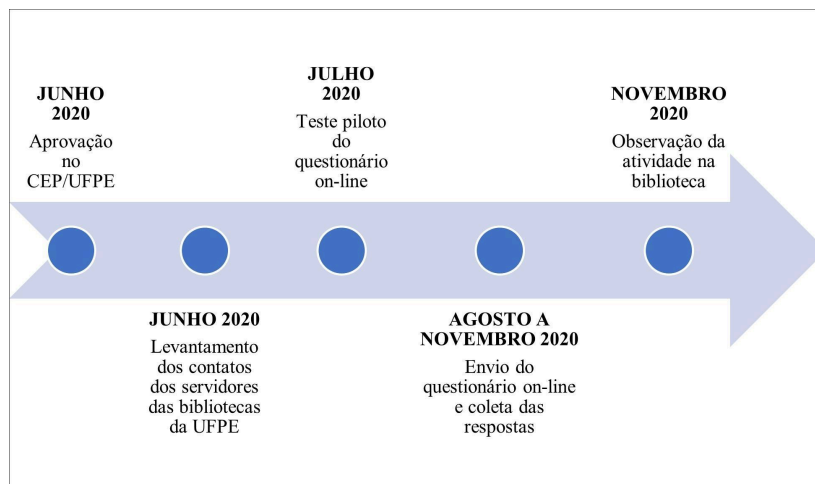 JUNHO
2020
Aprovação
no
CEP/UFPE
JUNHO 2020
Levantamento
dos contatos
dos servidores
das bibliotecas
da UFPE
JULHO
2020
Teste piloto
do
questionário
on-line
AGOSTO A
NOVEMBRO 2020
Envio do
questionário on-line
e coleta das
respostas
NOVEMBRO
2020
Observação da
atividade na
biblioteca